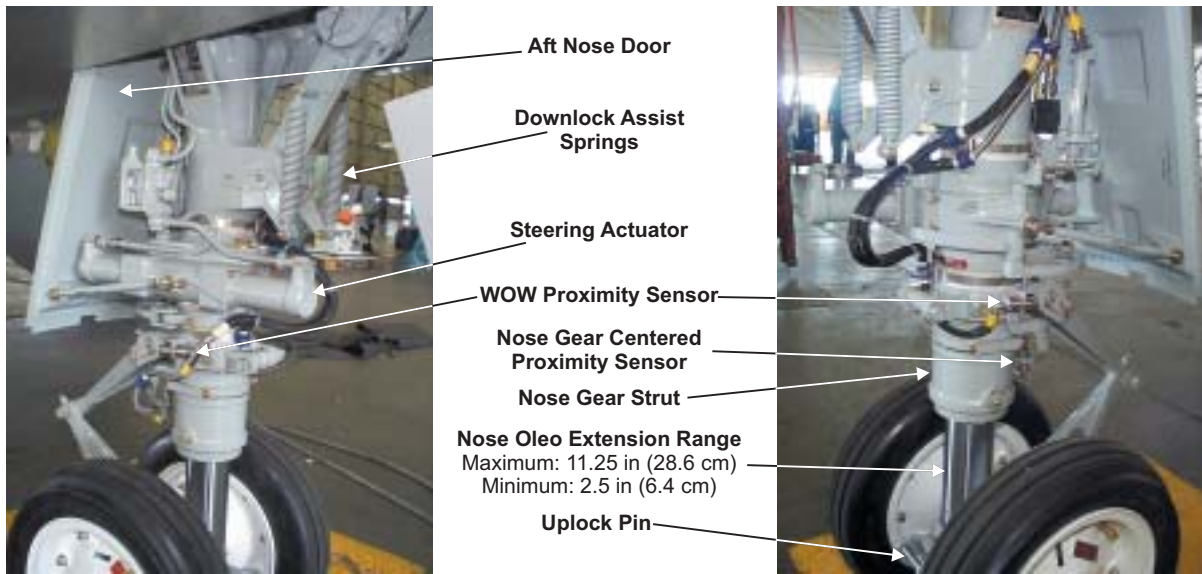 Aft Nose Door
Downlock Assist
Springs
Steering Actuator
WOW Proximity Sensor
Nose Gear Centered
Proximity Sensor
Nose Gear Strut
Nose Oleo Extension Range
Maximum: 11.25 in (28.6 cm)
Minimum: 2.5 in (6.4 cm)
Uplock Pin